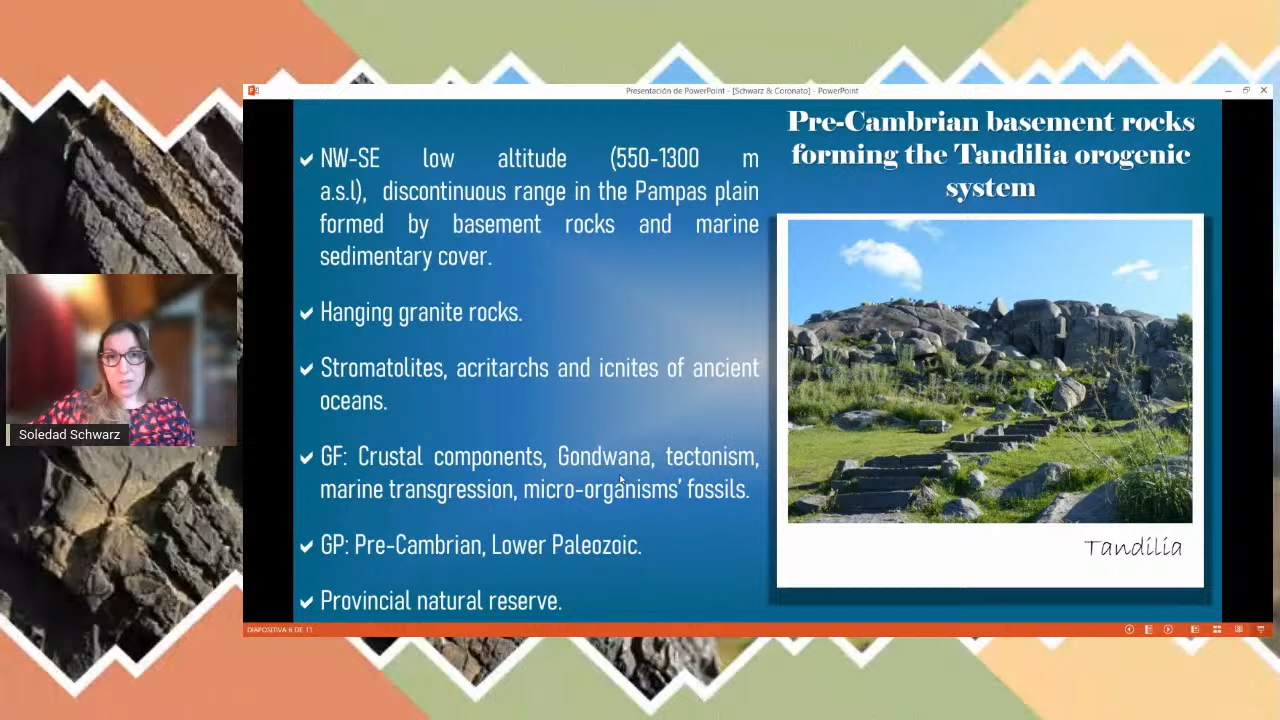 Presentación de PowerPoint - [Schwarz & Coronato] - PowerPoint
Pre-Cambrian basement rocks
forming the Tandilia orogenic
system
NW-SE low altitude (550-1300 m
a.s.l), discontinuous range in the Pampas plain
formed by basement rocks and marine
sedimentary cover.
Hanging granite rocks.
Stromatolites, acritarchs and icnites of ancient
oceans.
GF: Crustal components, Gondwana, tectonism,
marine transgression, micro-organisms’ fossils.
GP: Pre-Cambrian, Lower Paleozoic.
Provincial natural reserve.
Tandilia
Soledad Schwarz
DIAPOSITIVA 6 DE 11